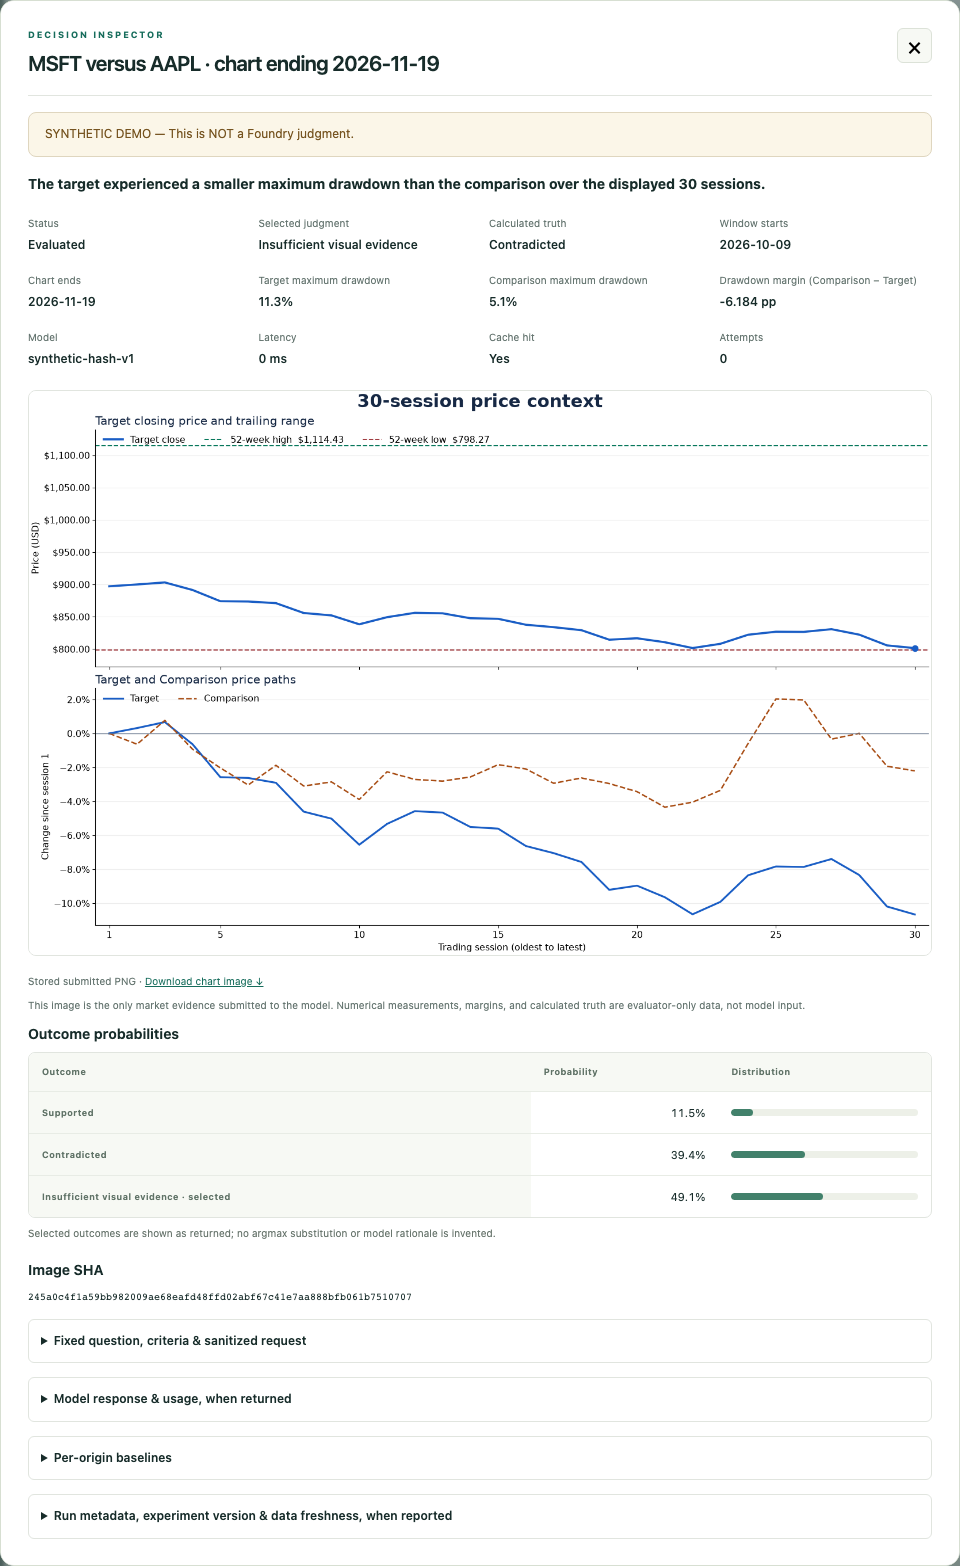 DECISION INSPECTOR
MSFT versus AAPL · chart ending 2026-11-19
×
SYNTHETIC DEMO — This is NOT a Foundry judgment.
The target experienced a smaller maximum drawdown than the comparison over the displayed 30 sessions.
Status
Evaluated
Selected judgment
Insufficient visual evidence
Calculated truth
Contradicted
Window starts
2026-10-09
Chart ends
2026-11-19
Target maximum drawdown
11.3%
Comparison maximum drawdown
5.1%
Drawdown margin (Comparison − Target)
-6.184 pp
Model
synthetic-hash-v1
Latency
0 ms
Cache hit
Yes
Attempts
0
30-session price context
Target closing price and trailing range
Target close
52-week high $1,114.43
52-week low $798.27
Price (USD)
$1,100.00
$1,050.00
$1,000.00
$950.00
$900.00
$850.00
$800.00
Target and Comparison price paths
Target
Comparison
Change since session 1
2.0%
0.0%
−2.0%
−4.0%
−6.0%
−8.0%
−10.0%
1 5 10 15 20 25 30
Trading session (oldest to latest)
Stored submitted PNG · Download chart image ↓
This image is the only market evidence submitted to the model. Numerical measurements, margins, and calculated truth are evaluator-only data, not model input.
Outcome probabilities
Outcome Probability Distribution
Supported 11.5%
Contradicted 39.4%
Insufficient visual evidence · selected 49.1%
Selected outcomes are shown as returned; no argmax substitution or model rationale is invented.
Image SHA
245a0c4f1a59bb982009ae68eafd48ffd02abf67c41e7aa888bfb061b7510707
▶ Fixed question, criteria & sanitized request
▶ Model response & usage, when returned
▶ Per-origin baselines
▶ Run metadata, experiment version & data freshness, when reported